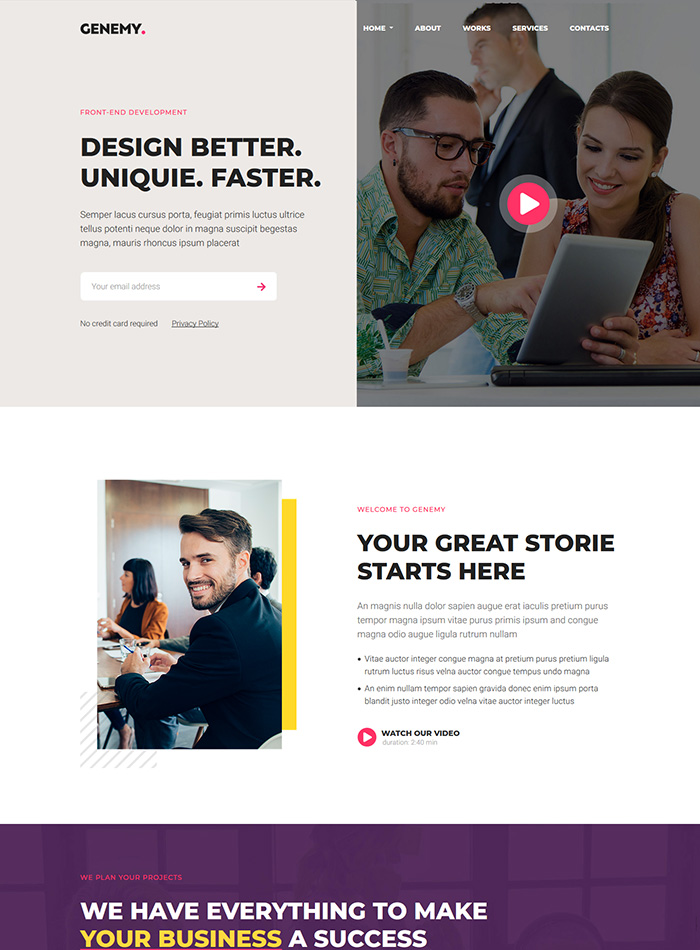 GENEMY.
HOME
ABOUT
WORKS
SERVICES
CONTACTS
FRONT-END DEVELOPMENT
DESIGN BETTER.
UNIQUIE. FASTER.
Semper lacus cursus porta, feugiat primis luctus ultrice
tellus potenti neque dolor in magna suscipit begestas
magna, mauris rhoncus ipsum placerat
Your email address
No credit card required
Privacy Policy
WELCOME TO GENEMY
YOUR GREAT STORIE
STARTS HERE
An magnis nulla dolor sapien augue erat iaculis pretium purus
tempor magna ipsum vitae purus primis ipsum and congue
magna odio augue ligula rutrum nullam
• Vitae auctor integer congue magna at pretium purus pretium ligula
rutrum luctus risus velna auctor congue tempus undo magna
• An enim nullam tempor sapien gravida donec enim ipsum porta
blandit justo integer odio velna vitae auctor integer luctus
WATCH OUR VIDEO
duration: 2:40 min
WE PLAN YOUR PROJECTS
WE HAVE EVERYTHING TO MAKE
YOUR BUSINESS A SUCCESS